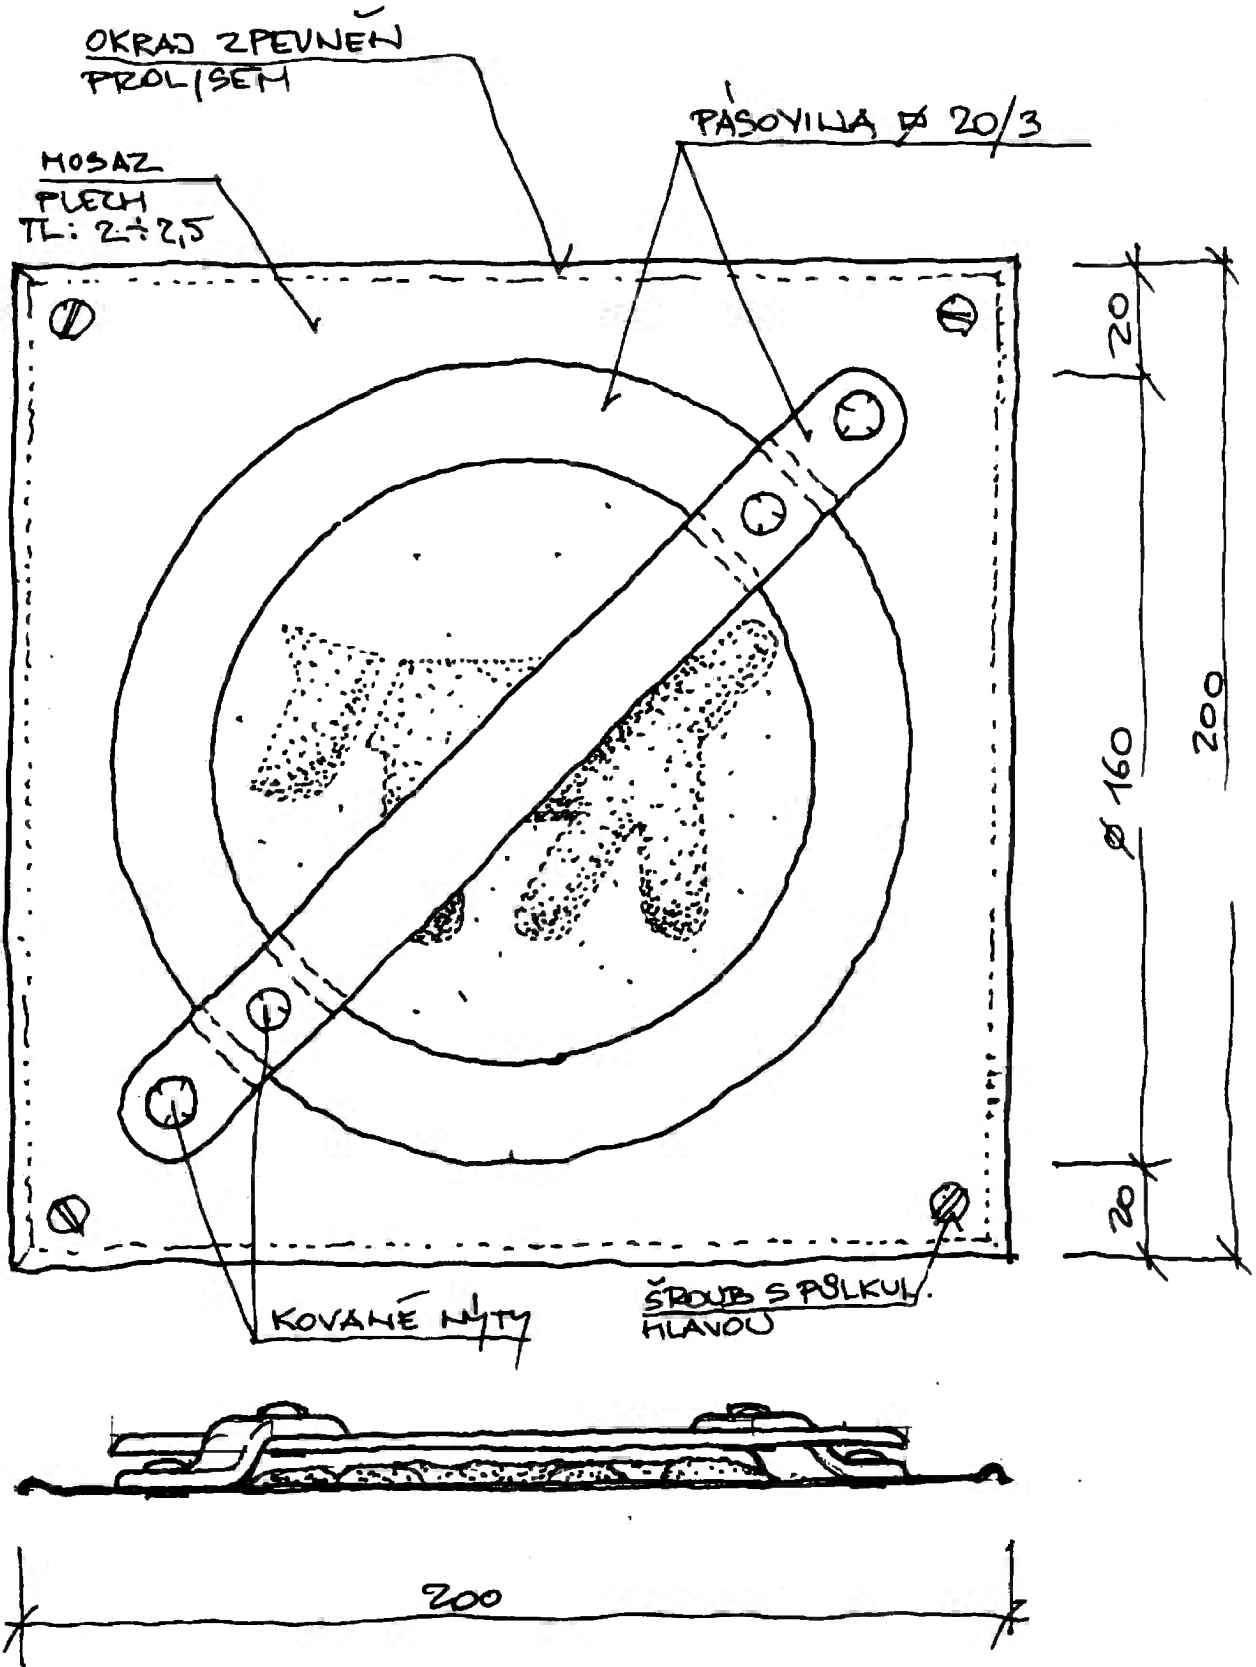 OKRAJ ZPEVNĚN
PROLISEM
PÁSOVINA ⌀ 20/3
MOSAZ
PLECH
TL: 2÷2,5
20
⌀ 160
200
20
KOVANÉ NÝTY
ŠROUB S PŮLKUL.
HLAVOU
200